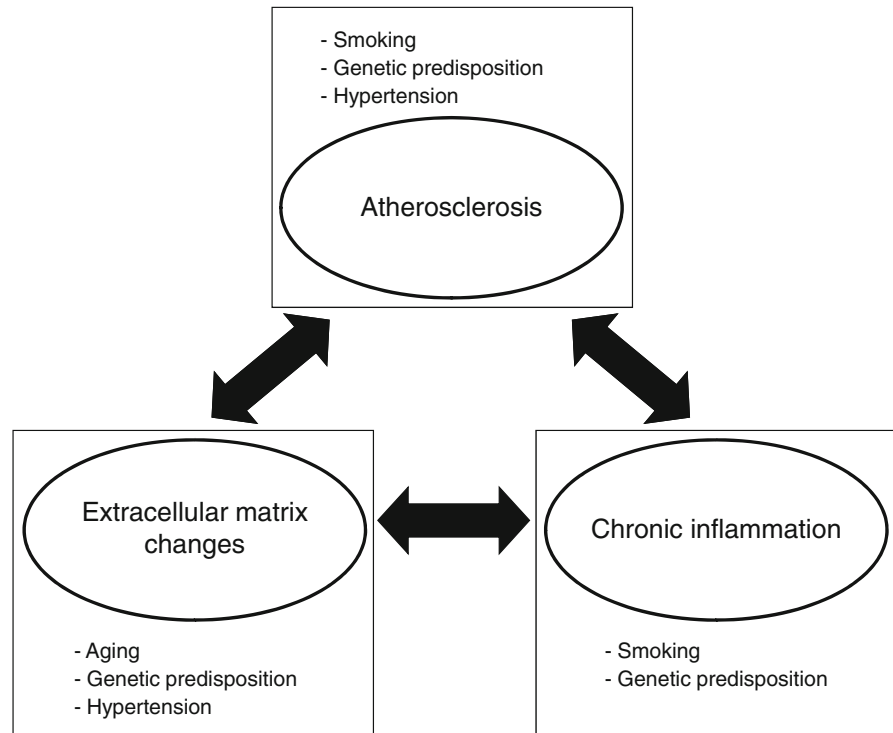 - Smoking
- Genetic predisposition
- Hypertension
Atherosclerosis
Extracellular matrix
changes
- Aging
- Genetic predisposition
- Hypertension
Chronic inflammation
- Smoking
- Genetic predisposition